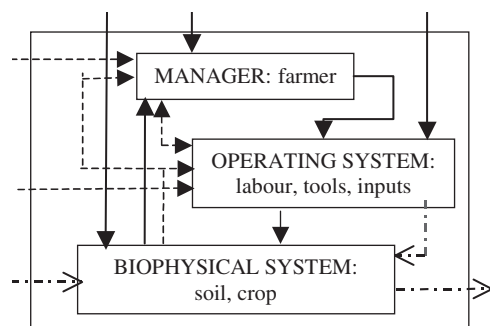 MANAGER: farmer
OPERATING SYSTEM:
labour, tools, inputs
BIOPHYSICAL SYSTEM:
soil, crop